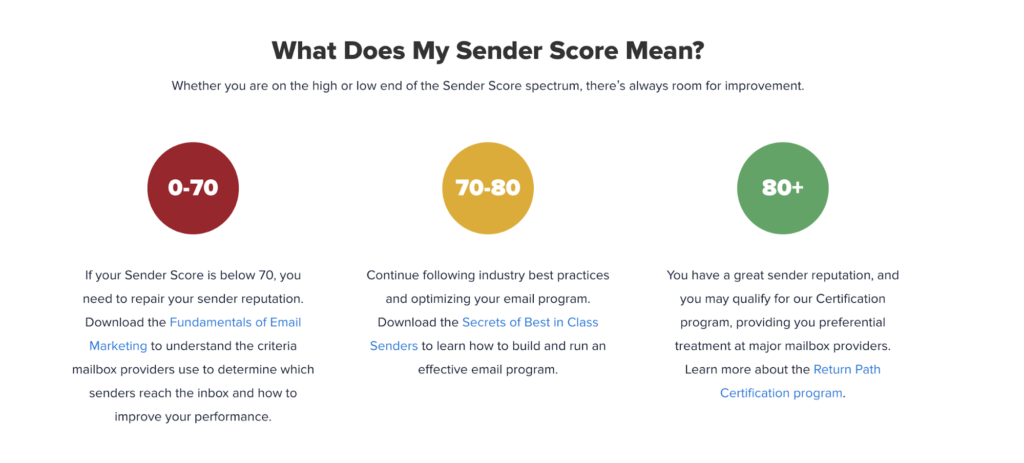 What Does My Sender Score Mean?
Whether you are on the high or low end of the Sender Score spectrum, there's always room for improvement.
0-70
If your Sender Score is below 70, you
need to repair your sender reputation.
Download the Fundamentals of Email
Marketing to understand the criteria
mailbox providers use to determine which
senders reach the inbox and how to
improve your performance.
70-80
Continue following industry best practices
and optimizing your email program.
Download the Secrets of Best in Class
Senders to learn how to build and run an
effective email program.
80+
You have a great sender reputation, and
you may qualify for our Certification
program, providing you preferential
treatment at major mailbox providers.
Learn more about the Return Path
Certification program.